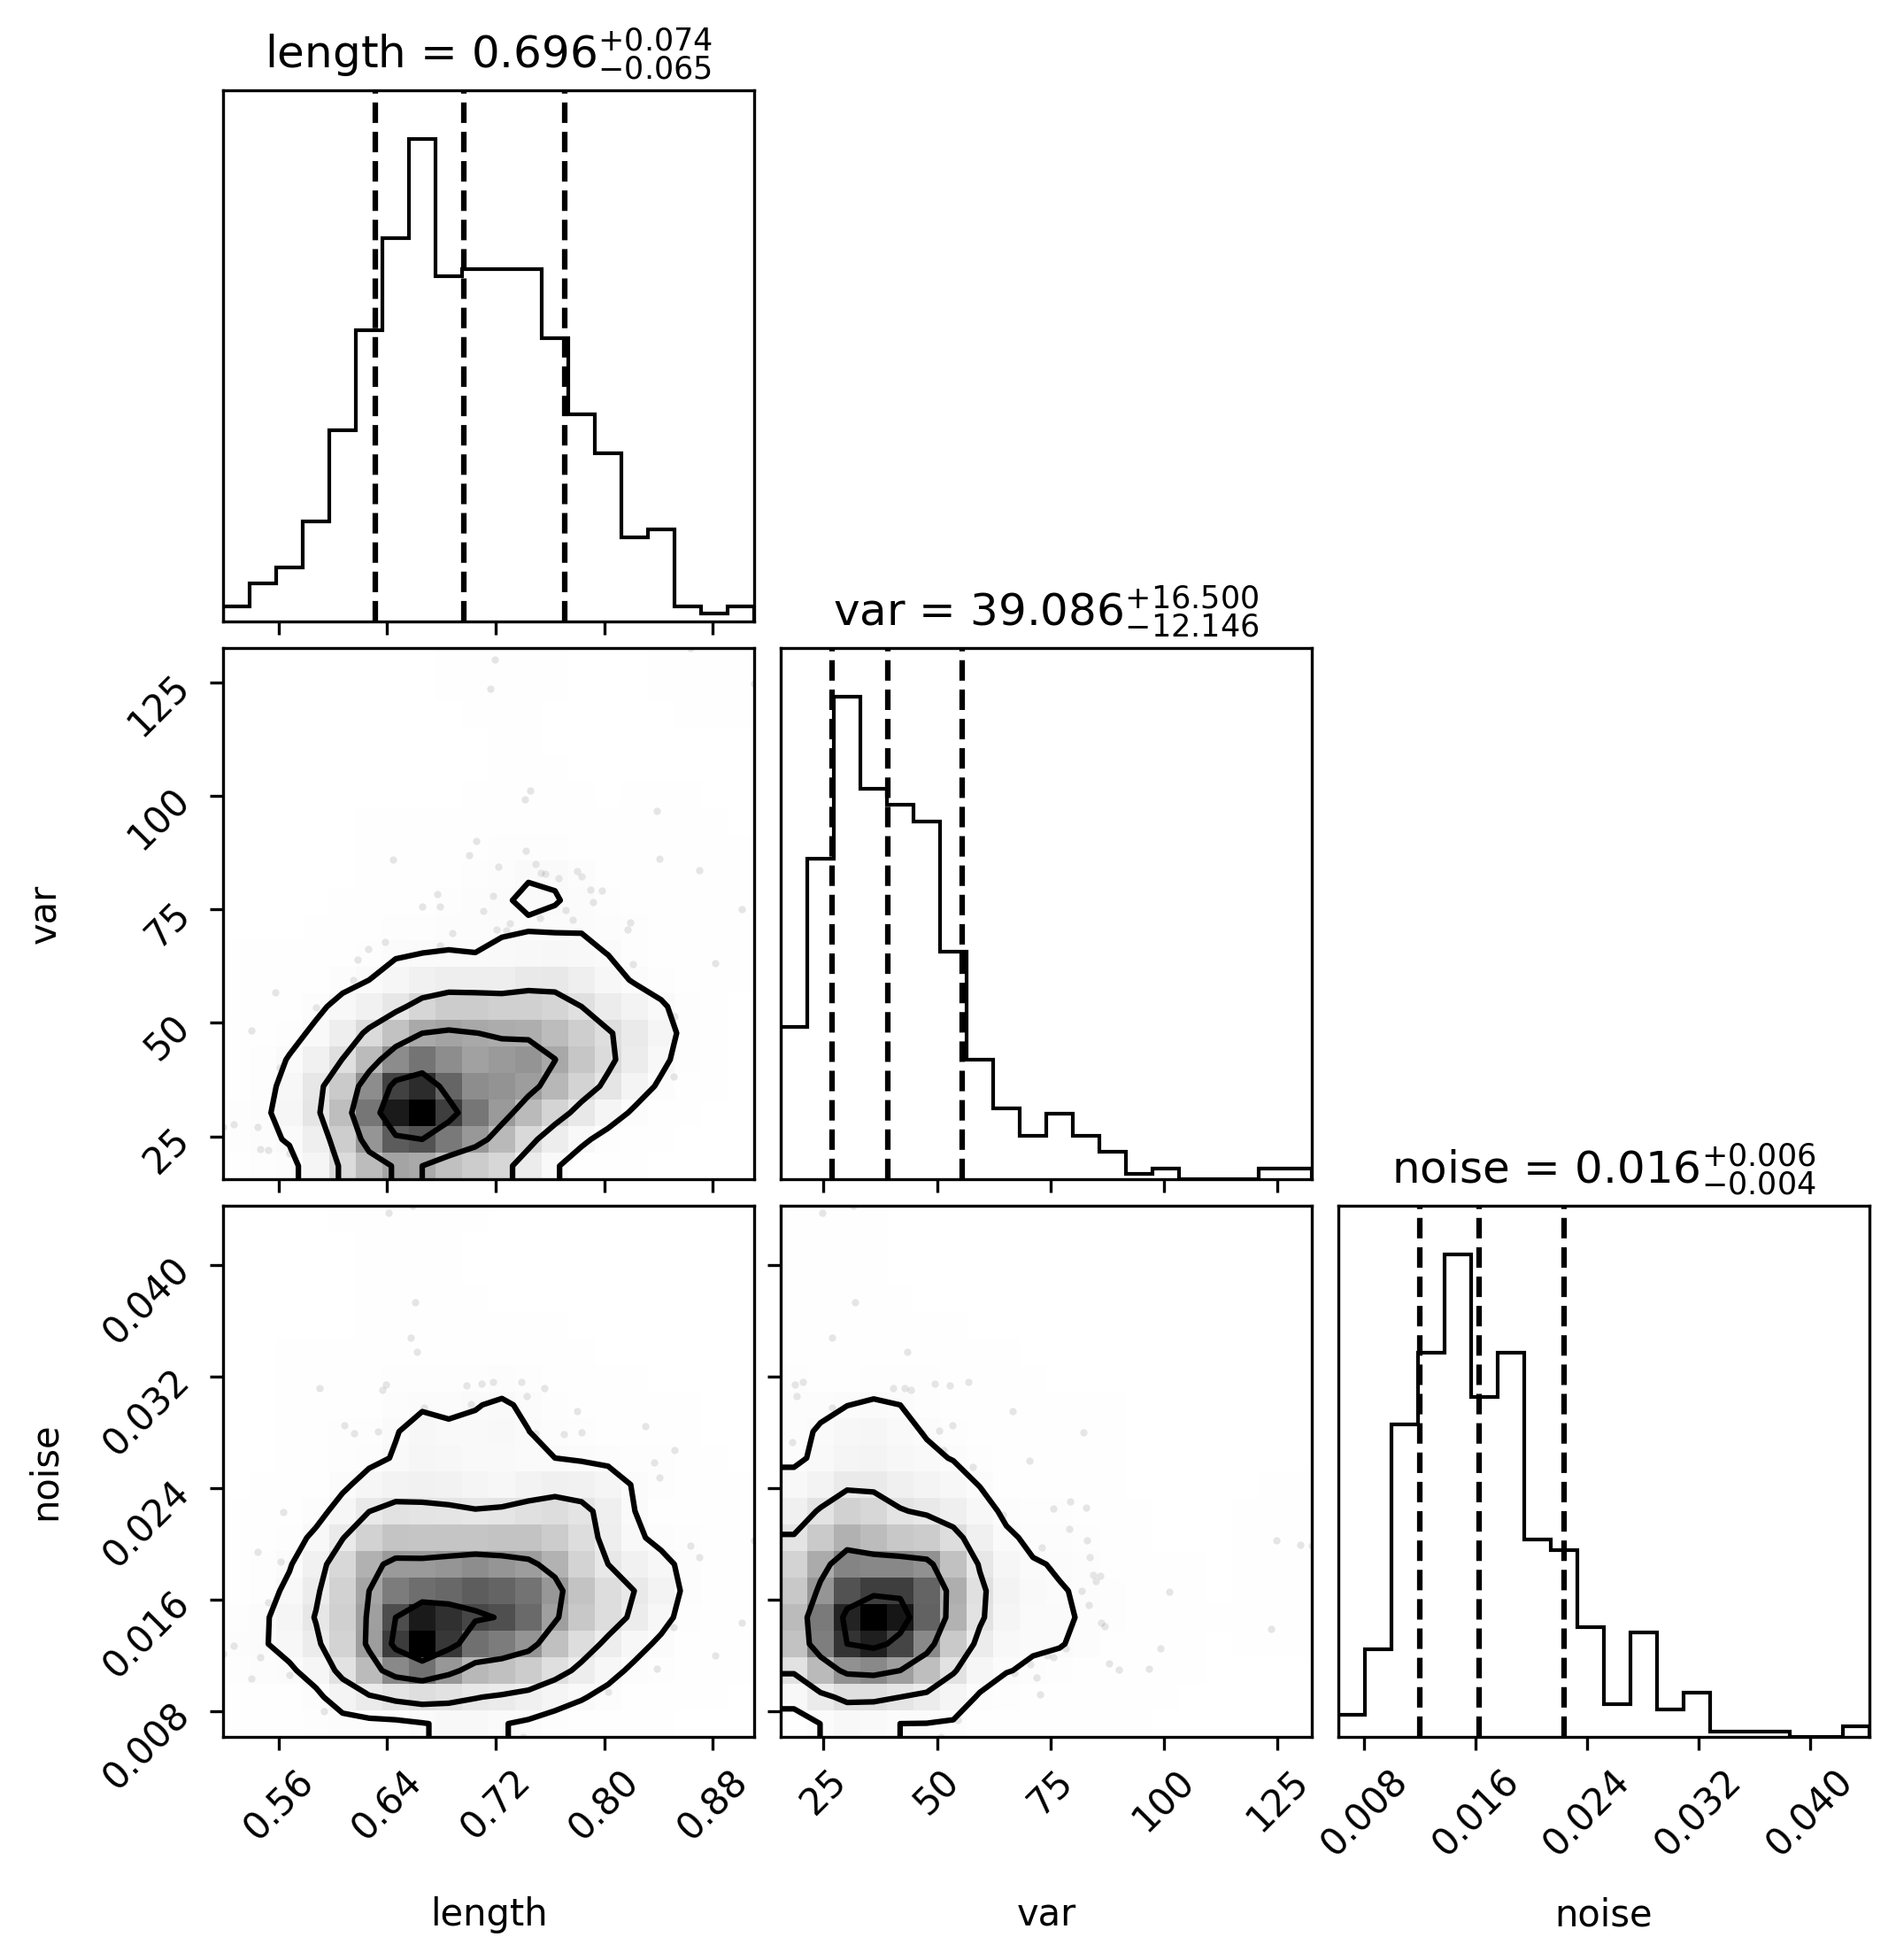 length = 0.696 +0.074 −0.065
var = 39.086 +16.500 −12.146
125
100
75
50
25
var
noise = 0.016 +0.006 −0.004
0.040
0.032
0.024
0.016
0.008
noise
0.56 0.64 0.72 0.80 0.88
25 50 75 100 125
0.008 0.016 0.024 0.032 0.040
length var noise